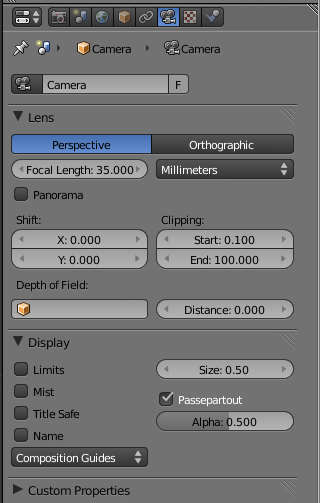 Camera Camera
Camera F
Lens
Perspective Orthographic
Focal Length: 35.000 Millimeters
Panorama
Shift: Clipping:
X: 0.000 Start: 0.100
Y: 0.000 End: 100.000
Depth of Field:
Distance: 0.000
Display
Limits Size: 0.50
Mist Passepartout
Title Safe Alpha: 0.500
Name
Composition Guides
Custom Properties